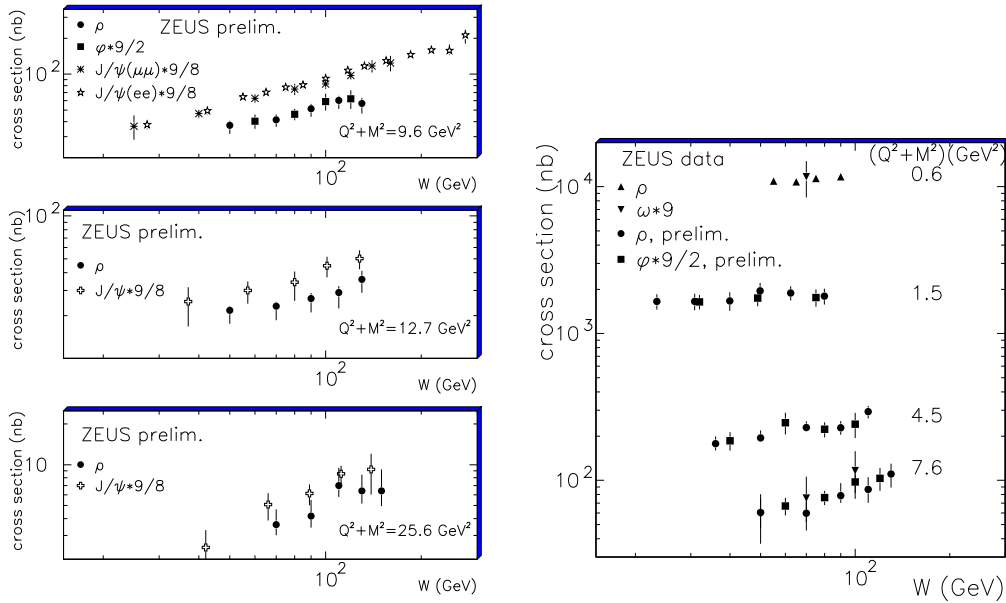 cross section (nb)
ρ
ZEUS prelim.
φ*9/2
J/ψ(μμ)*9/8
J/ψ(ee)*9/8
10²
Q²+M²=9.6 GeV²
10²
W (GeV)
cross section (nb)
10²
ZEUS prelim.
ρ
J/ψ*9/8
Q²+M²=12.7 GeV²
10²
W (GeV)
cross section (nb)
ZEUS prelim.
10
ρ
J/ψ*9/8
Q²+M²=25.6 GeV²
10²
W (GeV)
cross section (nb)
ZEUS data
(Q²+M²)(GeV²)
10⁴
0.6
ρ
ω*9
ρ, prelim.
φ*9/2, prelim.
1.5
10³
4.5
7.6
10²
10²
W (GeV)